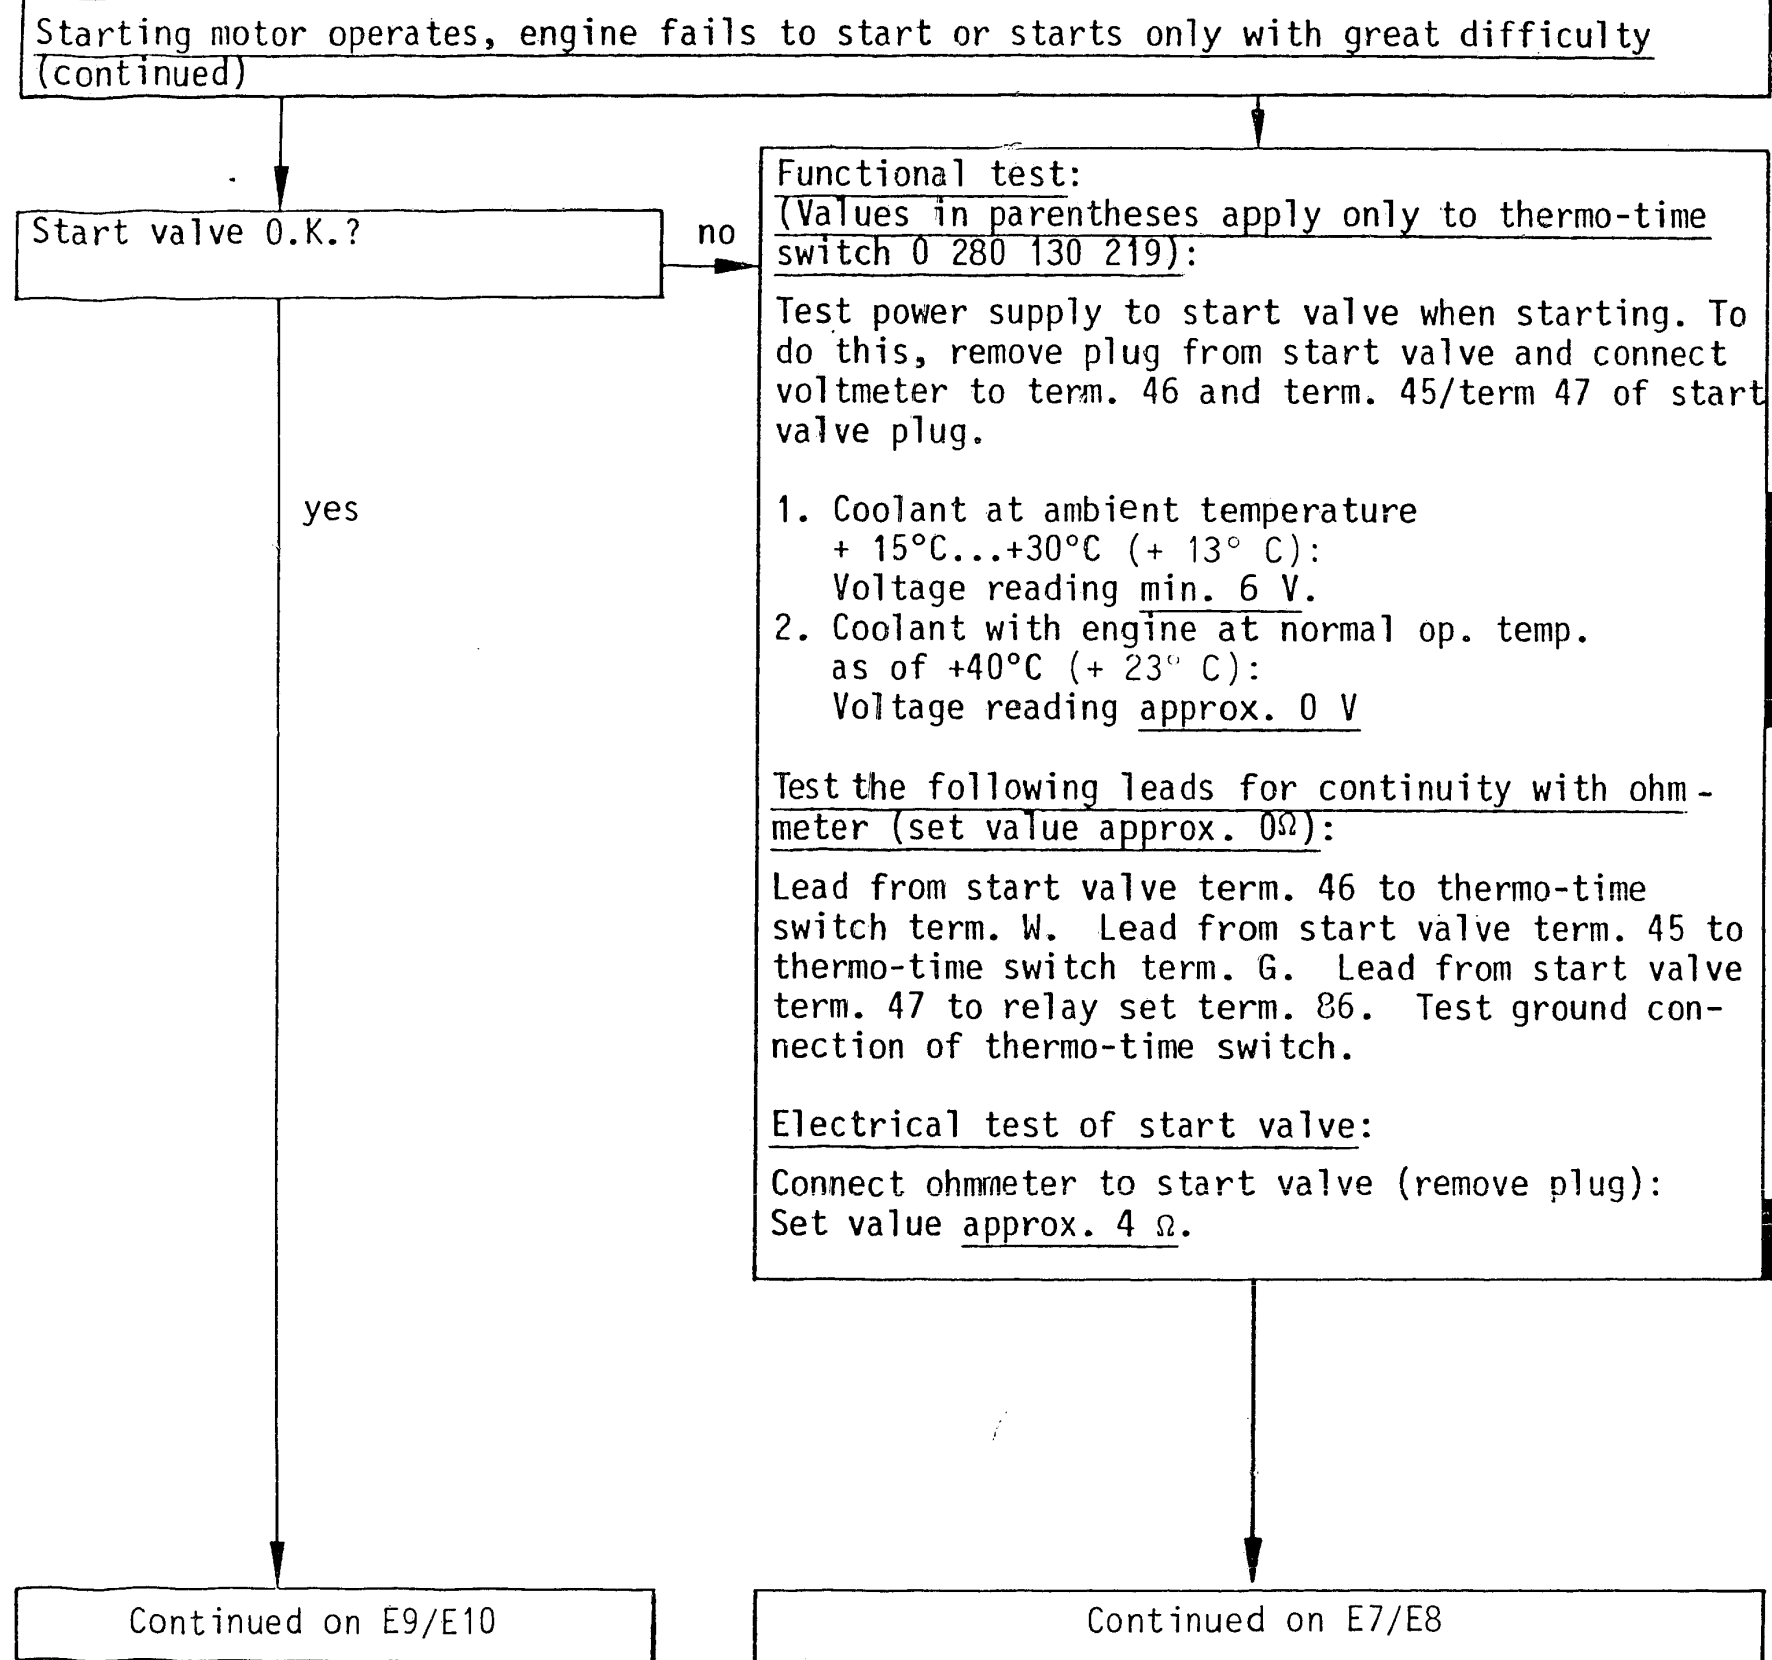 Starting motor operates, engine fails to start or starts only with great difficulty
(continued)
Start valve O.K.?
no
yes
Functional test:
(Values in parentheses apply only to thermo-time
switch 0 280 130 219):
Test power supply to start valve when starting. To
do this, remove plug from start valve and connect
voltmeter to term. 46 and term. 45/term 47 of start
valve plug.
1. Coolant at ambient temperature
+ 15°C...+30°C (+ 13° C):
Voltage reading min. 6 V.
2. Coolant with engine at normal op. temp.
as of +40°C (+ 23° C):
Voltage reading approx. 0 V
Test the following leads for continuity with ohm-
meter (set value approx. 0Ω):
Lead from start valve term. 46 to thermo-time
switch term. W. Lead from start valve term. 45 to
thermo-time switch term. G. Lead from start valve
term. 47 to relay set term. 86. Test ground con-
nection of thermo-time switch.
Electrical test of start valve:
Connect ohmmeter to start valve (remove plug):
Set value approx. 4 Ω.
Continued on E9/E10
Continued on E7/E8